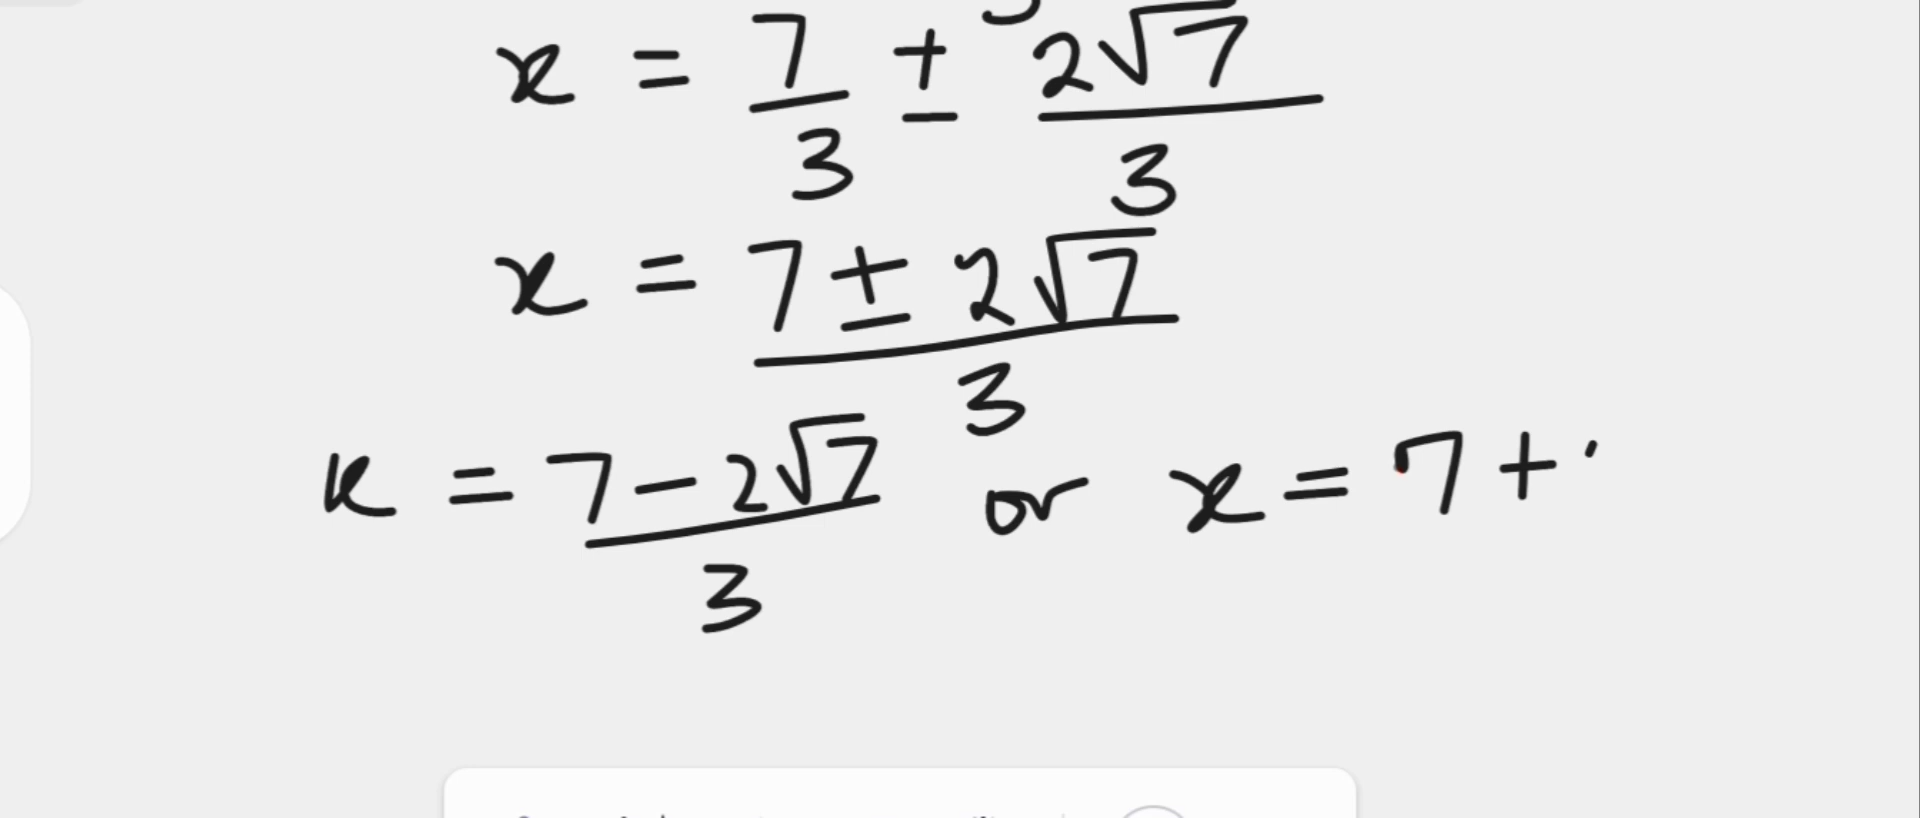 x = 7/3 ± 2√7/3
x = (7 ± 2√7)/3
x = (7 - 2√7)/3 or x = 7 +